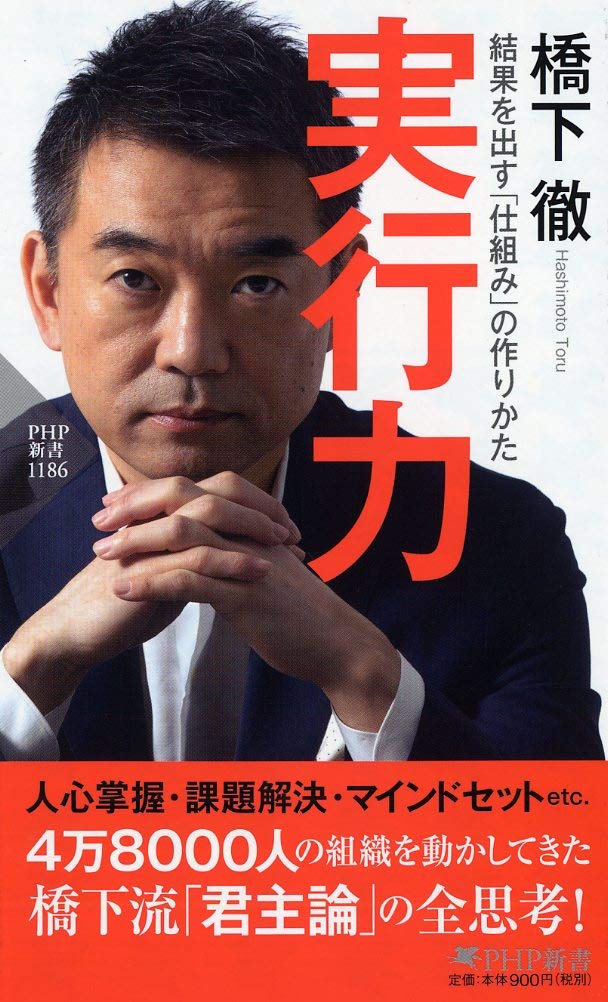 橋下 徹
Hashimoto Toru
結果を出す「仕組み」の作りかた
実行力
PHP
新書
1186
人心掌握・課題解決・マインドセットetc.
4万8000人の組織を動かしてきた
橋下流「君主論」の全思考!
PHP新書
定価:本体900円(税別)